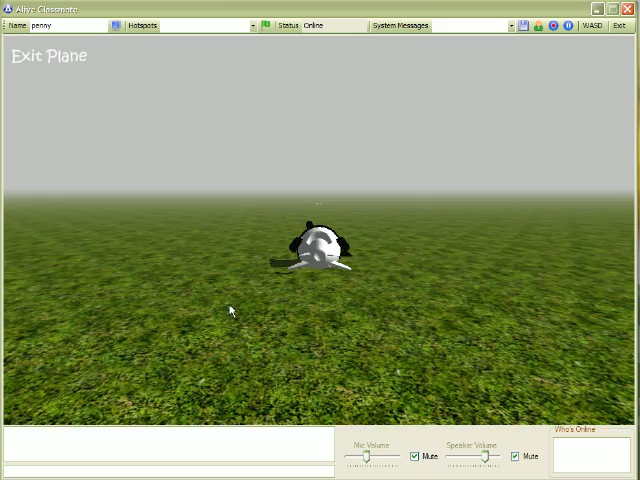 Alive Classmate
Name penny Hotspots Status Online System Messages WASD Exit
Exit Plane
Mic Volume Mute Speaker Volume Mute Who's Online